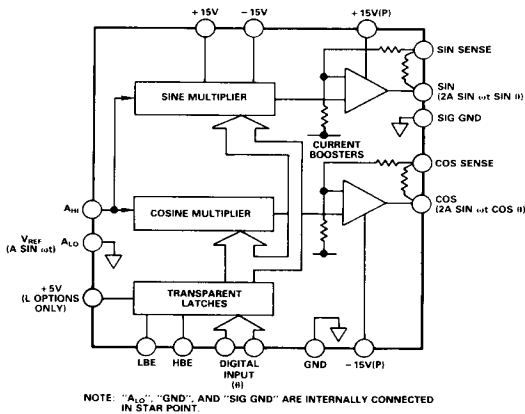 +15V
-15V
+15V(P)
SIN SENSE
SINE MULTIPLIER
SIN
(2A SIN ωt SIN θ)
SIG GND
CURRENT
BOOSTERS
COS SENSE
AHI
COSINE MULTIPLIER
COS
(2A SIN ωt COS θ)
VREF
(A SIN ωt)
ALO
+5V
(L OPTIONS
ONLY)
TRANSPARENT
LATCHES
LBE
HBE
DIGITAL
INPUT
(θ)
GND
-15V(P)
NOTE: "ALO", "GND", AND "SIG GND" ARE INTERNALLY CONNECTED
IN STAR POINT.